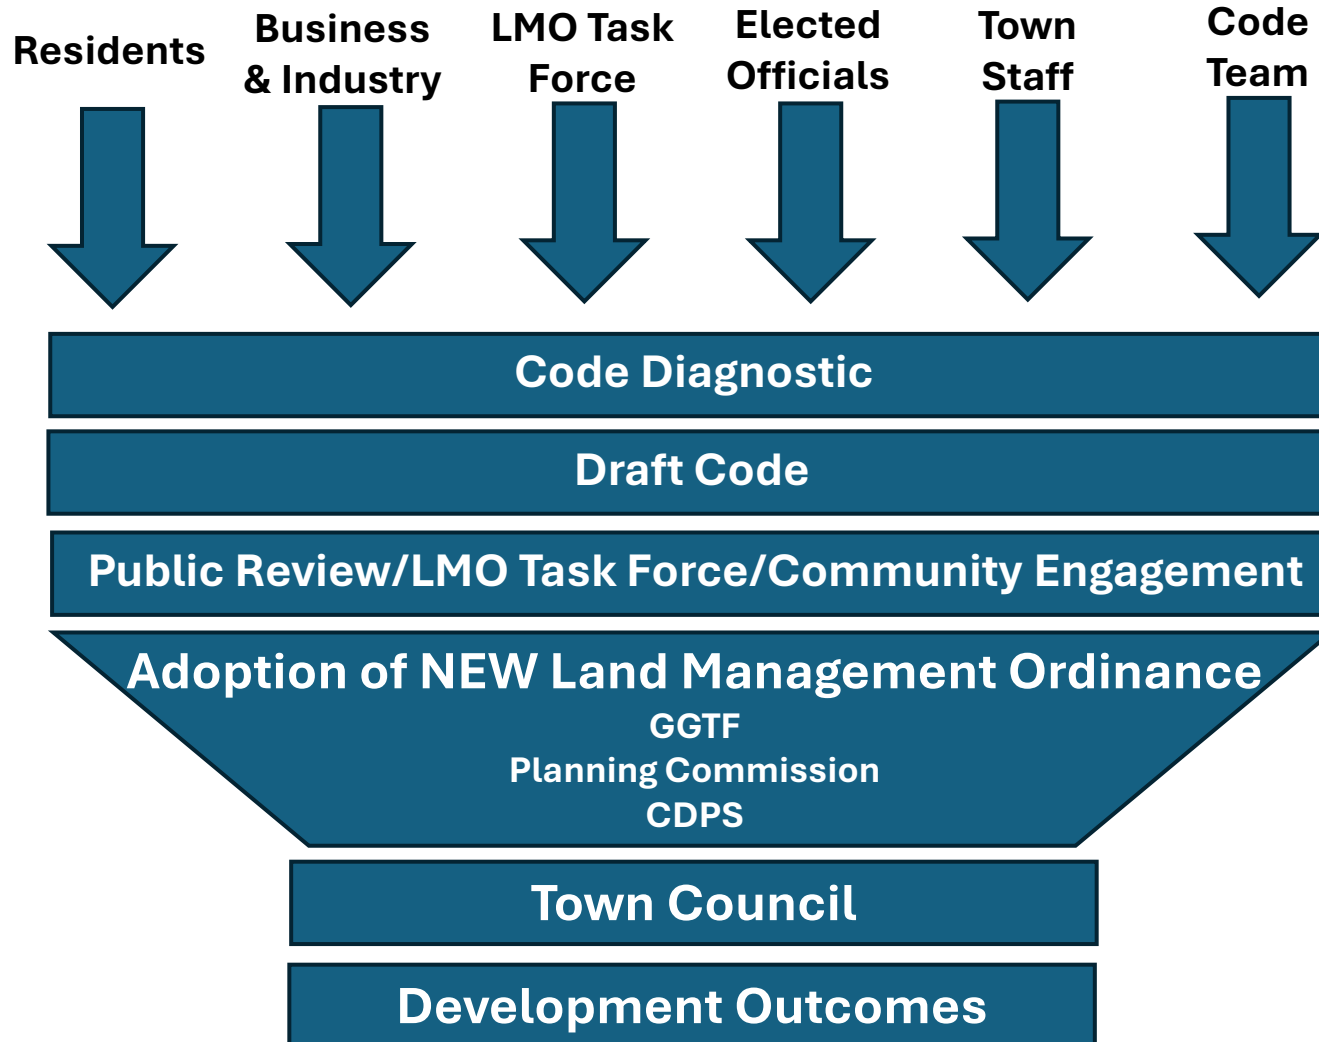 Residents
Business
& Industry
LMO Task
Force
Elected
Officials
Town
Staff
Code
Team
Code Diagnostic
Draft Code
Public Review/LMO Task Force/Community Engagement
Adoption of NEW Land Management Ordinance
GGTF
Planning Commission
CDPS
Town Council
Development Outcomes